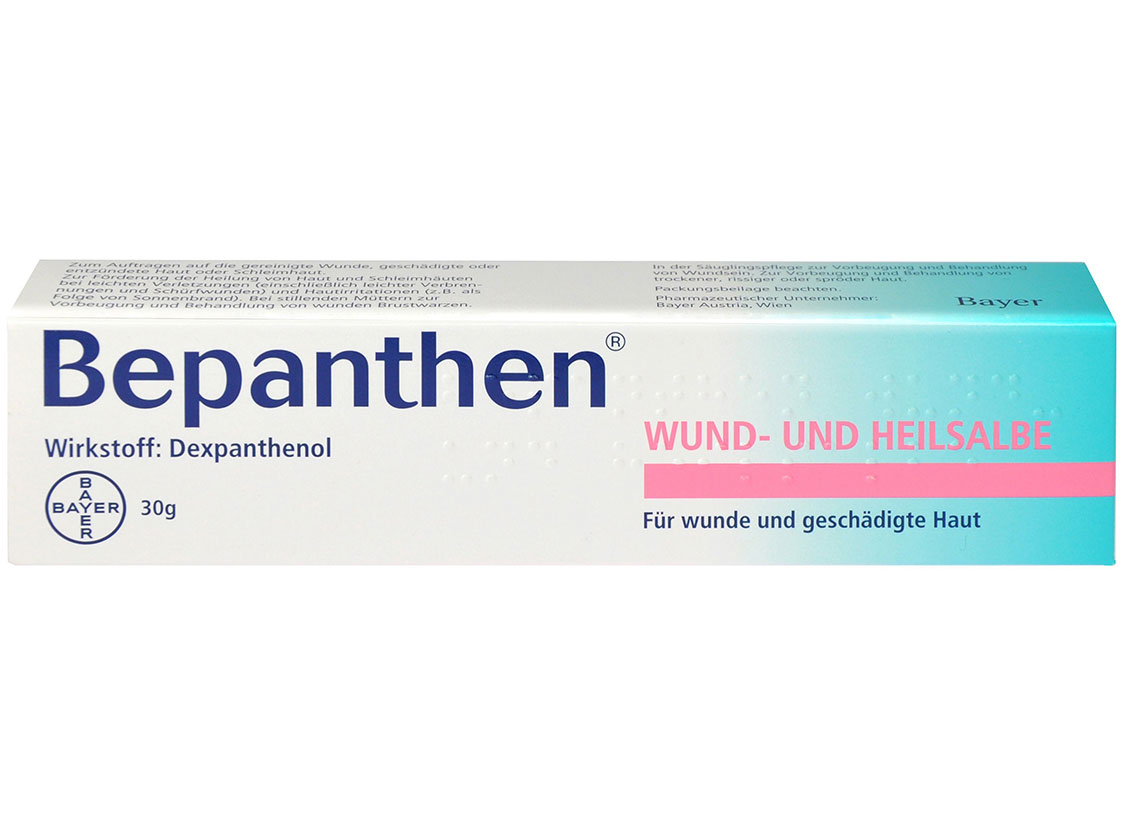 Zum Auftragen auf die gereinigte Wunde, geschädigte oder
entzündete Haut oder Schleimhaut.
Zur Förderung der Heilung von Haut und Schleimhäuten
bei leichten Verletzungen (einschließlich leichter Verbren-
nungen und Schürfwunden) und Hautirritationen (z.B. als
Folge von Sonnenbrand). Bei stillenden Müttern zur
Vorbeugung und Behandlung von wunden Brustwarzen.
In der Säuglingspflege zur Vorbeugung und Behandlung
von Wundsein. Zur Vorbeugung und Behandlung von
trockener, rissiger oder spröder Haut.
Packungsbeilage beachten.
Pharmazeutischer Unternehmer:
Bayer Austria, Wien
Bayer
Bepanthen®
Wirkstoff: Dexpanthenol
BAYER
BAYER
30g
WUND- UND HEILSALBE
Für wunde und geschädigte Haut